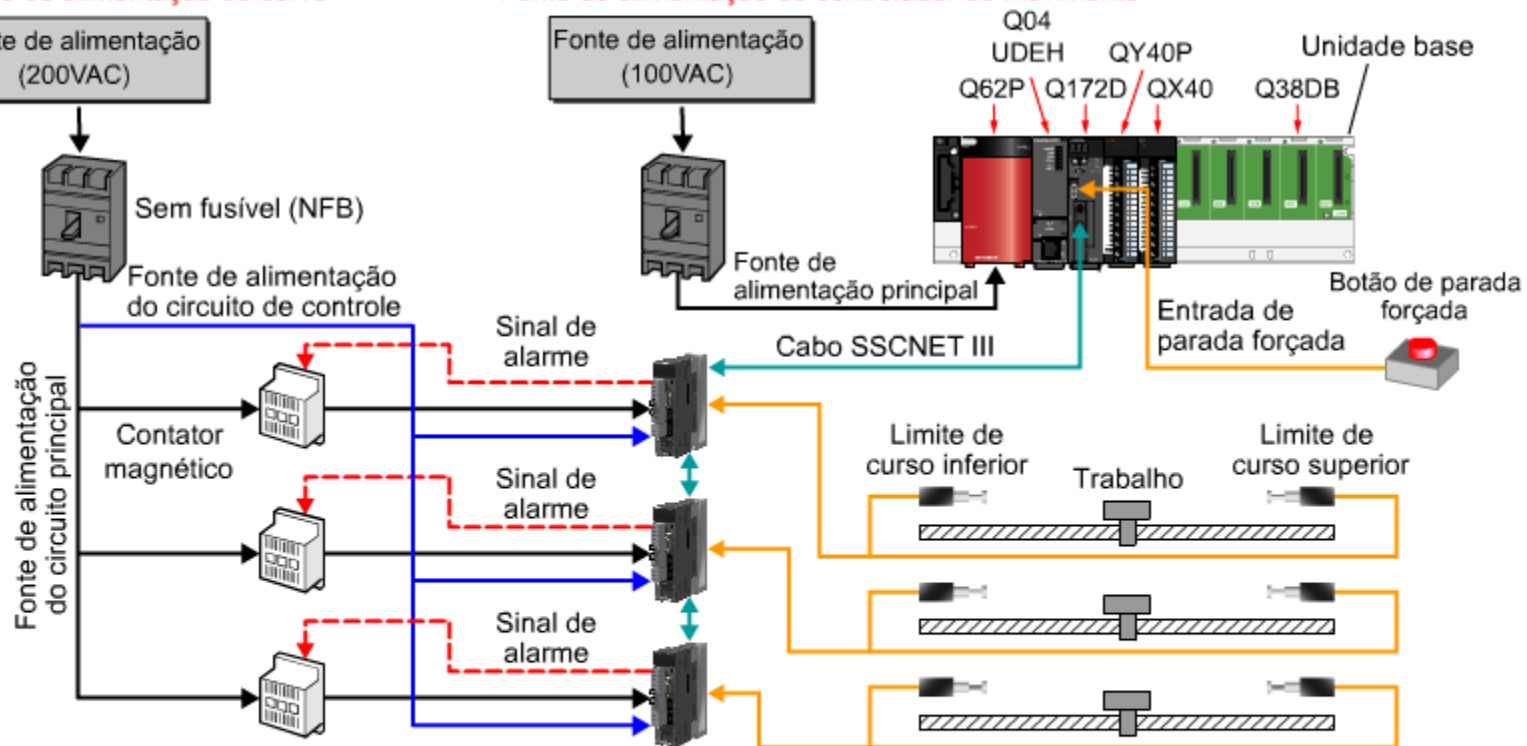 te de alimentação
(200VAC)
Fonte de alimentação
(100VAC)
Q04
UDEH
QY40P
Unidade base
Q62P
Q172D
QX40
Q38DB
Sem fusível (NFB)
Fonte de alimentação
do circuito de controle
Fonte de
alimentação principal
Botão de parada
forçada
Entrada de
parada forçada
Sinal de
alarme
Cabo SSCNET III
Fonte de alimentação
do circuito principal
Contator
magnético
Limite de
curso inferior
Trabalho
Limite de
curso superior
Sinal de
alarme
Sinal de
alarme